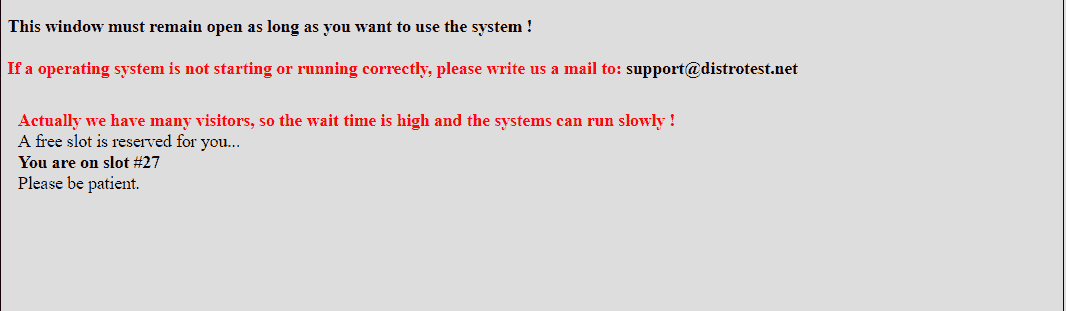 This window must remain open as long as you want to use the system !
If a operating system is not starting or running correctly, please write us a mail to: support@distrotest.net
Actually we have many visitors, so the wait time is high and the systems can run slowly !
A free slot is reserved for you...
You are on slot #27
Please be patient.